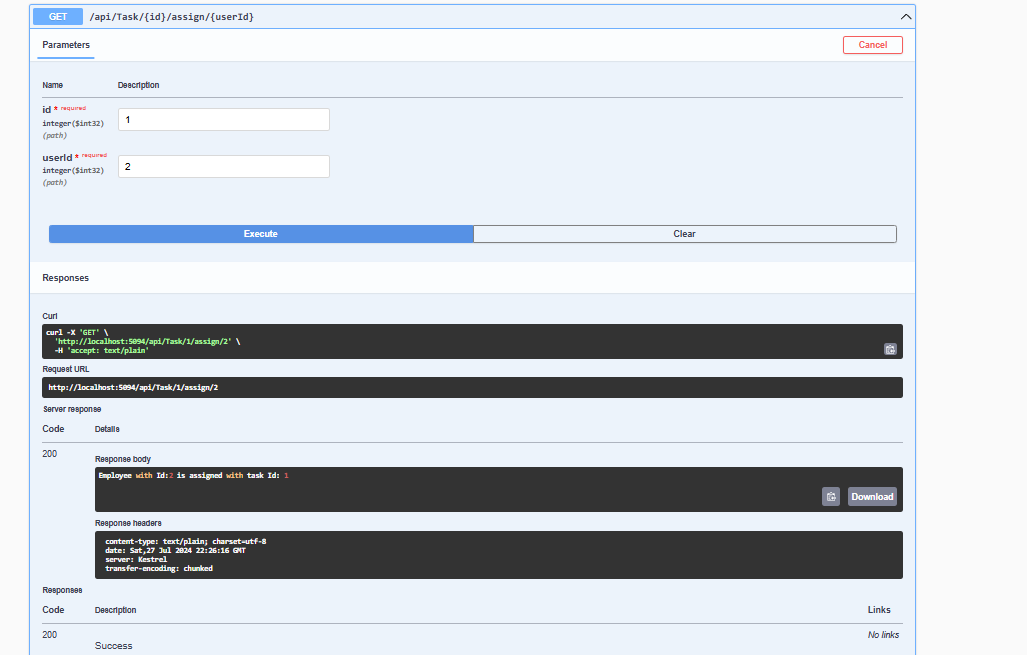 GET /api/Task/{id}/assign/{userId}
Parameters
Cancel
Name Description
id * required
integer($int32)
(path)
1
userId * required
integer($int32)
(path)
2
Execute
Clear
Responses
Curl
curl -X 'GET' \
'http://localhost:5094/api/Task/1/assign/2' \
-H 'accept: text/plain'
Request URL
http://localhost:5094/api/Task/1/assign/2
Server response
Code Details
200
Response body
Employee with Id:2 is assigned with task Id: 1
Download
Response headers
content-type: text/plain; charset=utf-8
date: Sat,27 Jul 2024 22:26:16 GMT
server: Kestrel
transfer-encoding: chunked
Responses
Code Description Links
200 No links
Success